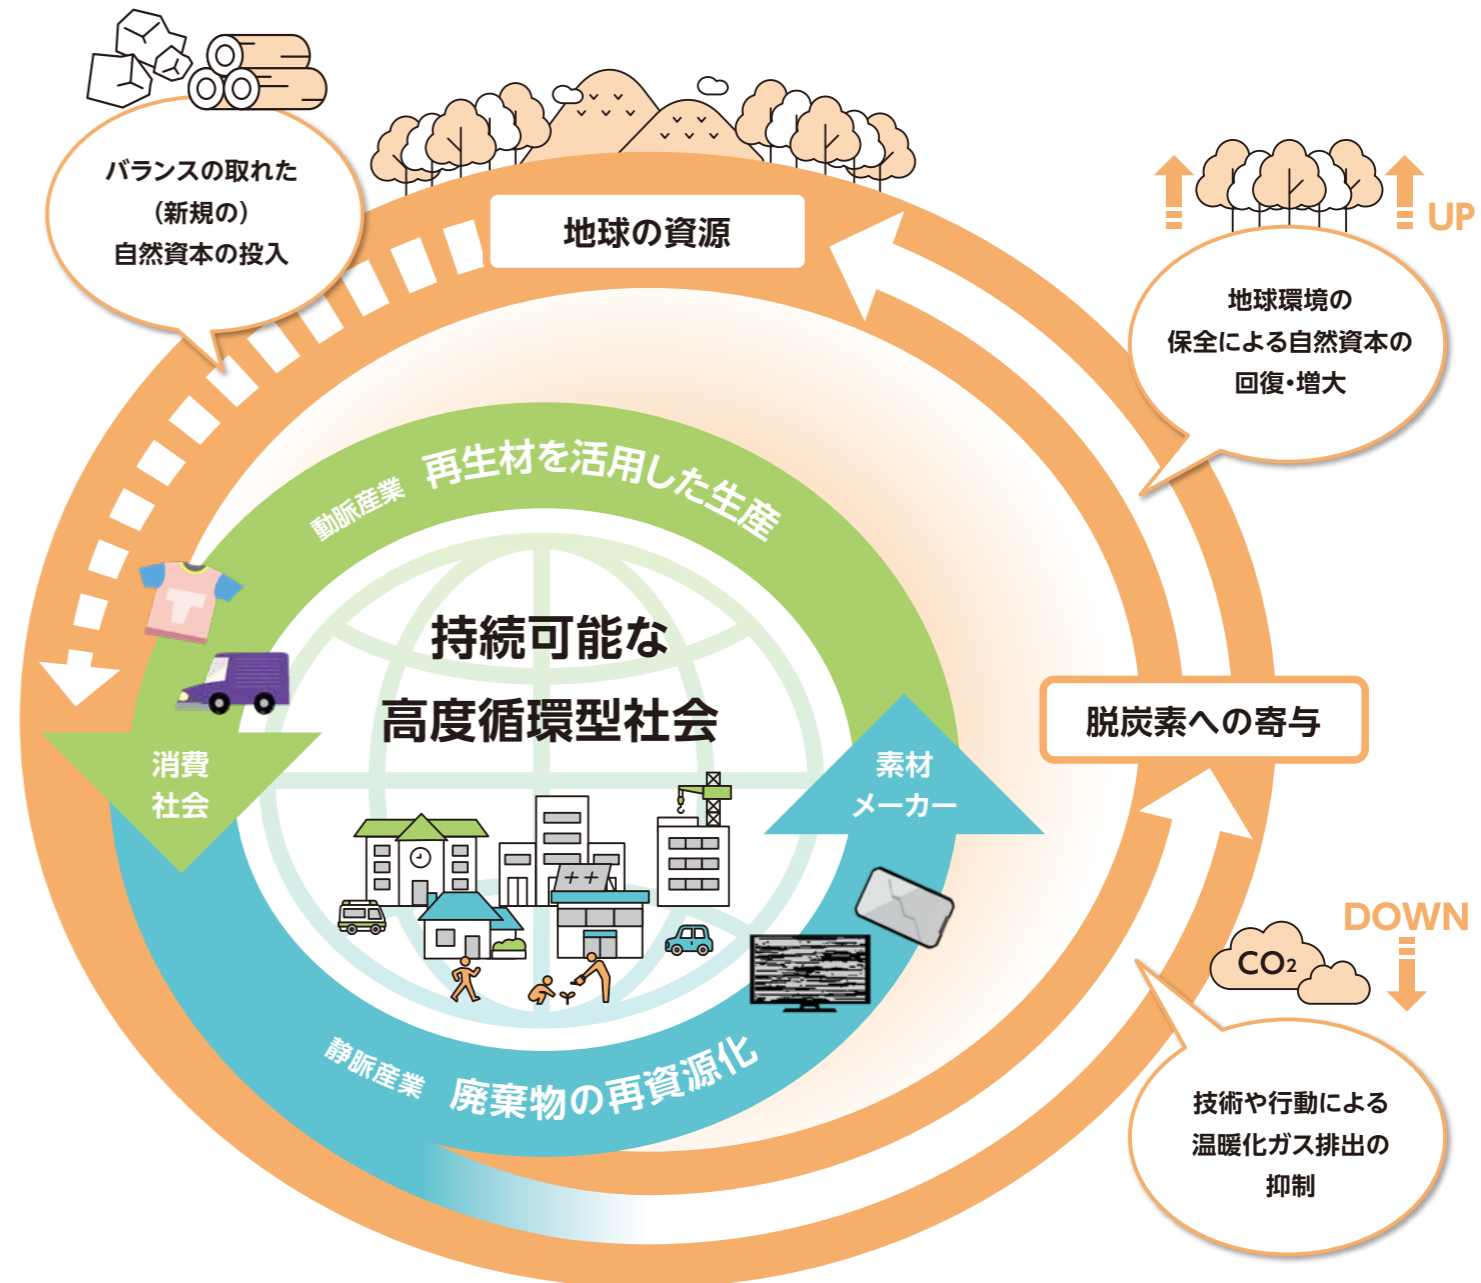 バランスの取れた
（新規の）
自然資本の投入
地球の資源
UP
地球環境の
保全による自然資本の
回復・増大
動脈産業 再生材を活用した生産
持続可能な
高度循環型社会
消費
社会
素材
メーカー
脱炭素への寄与
DOWN
CO₂
静脈産業 廃棄物の再資源化
技術や行動による
温暖化ガス排出の
抑制